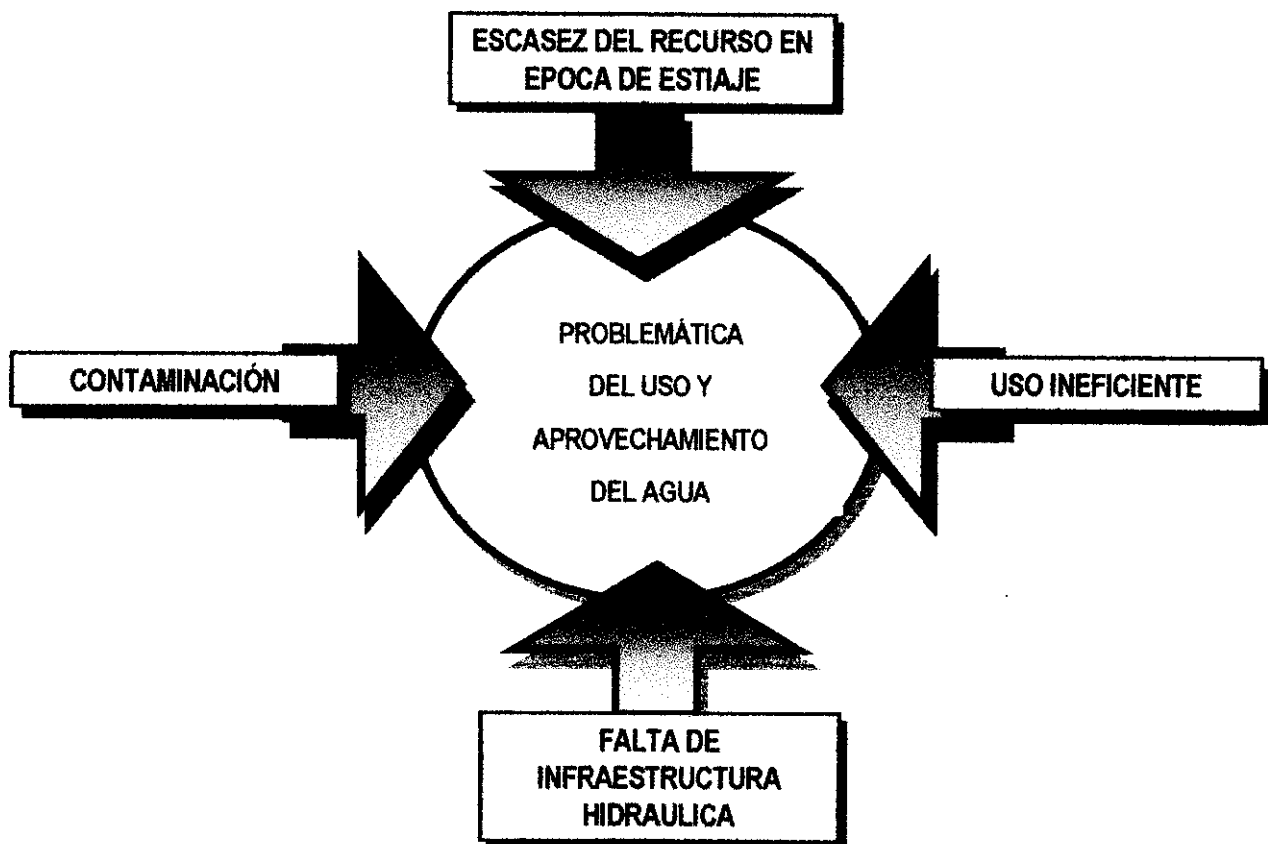 ESCASEZ DEL RECURSO EN
EPOCA DE ESTIAJE
PROBLEMÁTICA
DEL USO Y
APROVECHAMIENTO
DEL AGUA
CONTAMINACIÓN
USO INEFICIENTE
FALTA DE
INFRAESTRUCTURA
HIDRAULICA